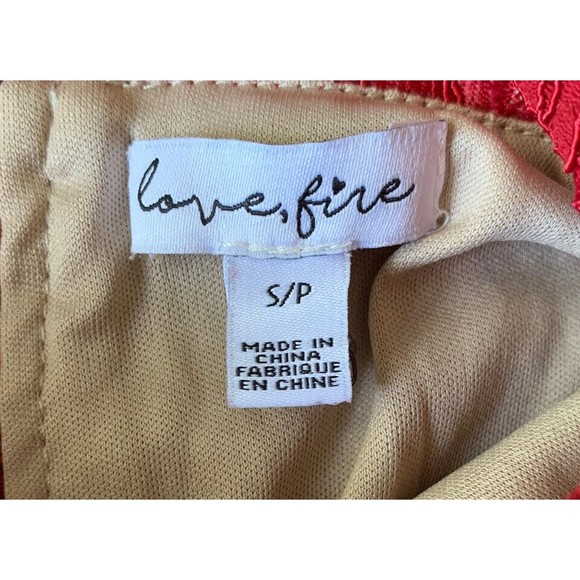 love, fire
S/P
MADE IN
CHINA
FABRIQUE
EN CHINE